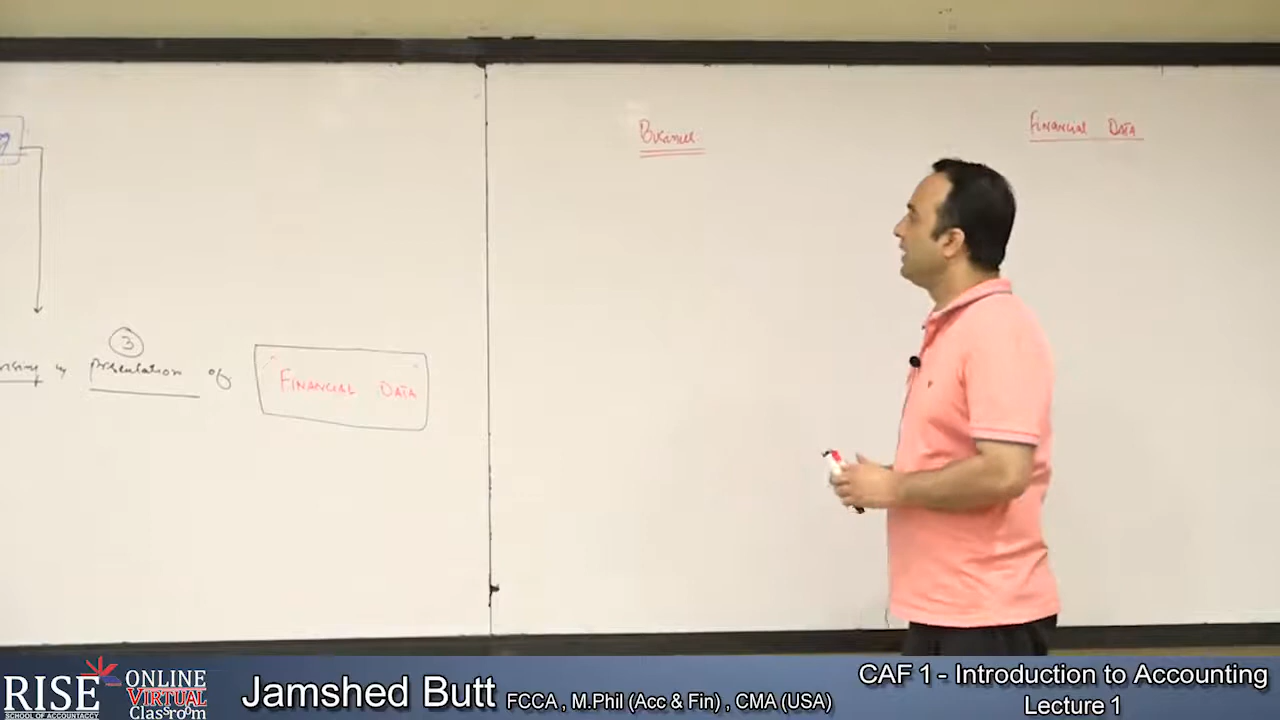 Business
FINANCIAL DATA
3
presentation of
FINANCIAL DATA
RISE
SCHOOL OF ACCOUNTACCY
ONLINE
VIRTUAL
Classroom
Jamshed Butt FCCA , M.Phil (Acc & Fin) , CMA (USA)
CAF 1 - Introduction to Accounting
Lecture 1